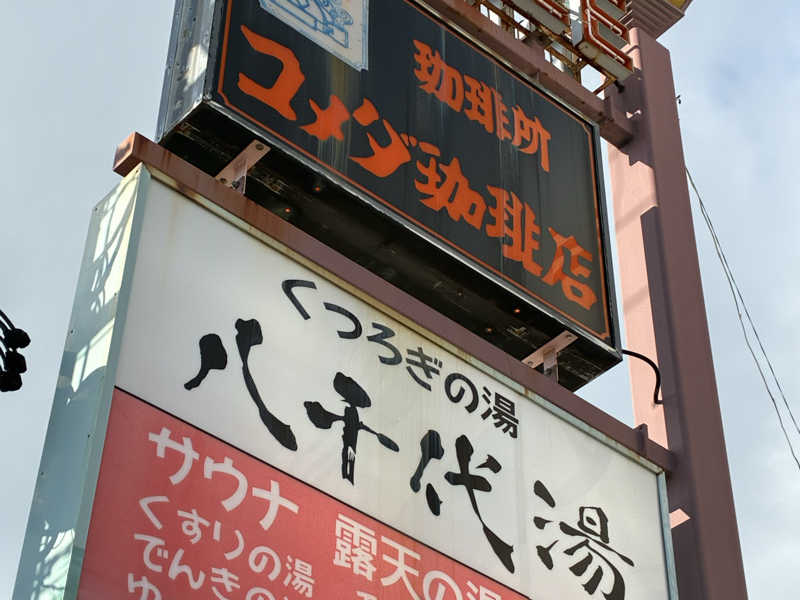 珈琲所
コメダ珈琲店
くつろぎの湯
八千代湯
サウナ
くすりの湯
でんきの
ゆ
露天の湯